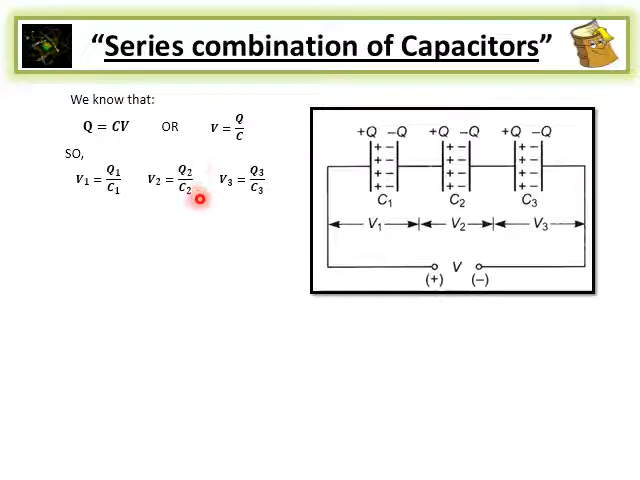 “Series combination of Capacitors”
We know that:
Q = CV OR V = Q/C
SO,
V₁ = Q₁/C₁ V₂ = Q₂/C₂ V₃ = Q₃/C₃
+Q −Q +Q −Q +Q −Q
+ − + − + −
+ − + − + −
+ − + − + −
+ − + − + −
C₁ C₂ C₃
V₁ V₂ V₃
V
(+) (−)